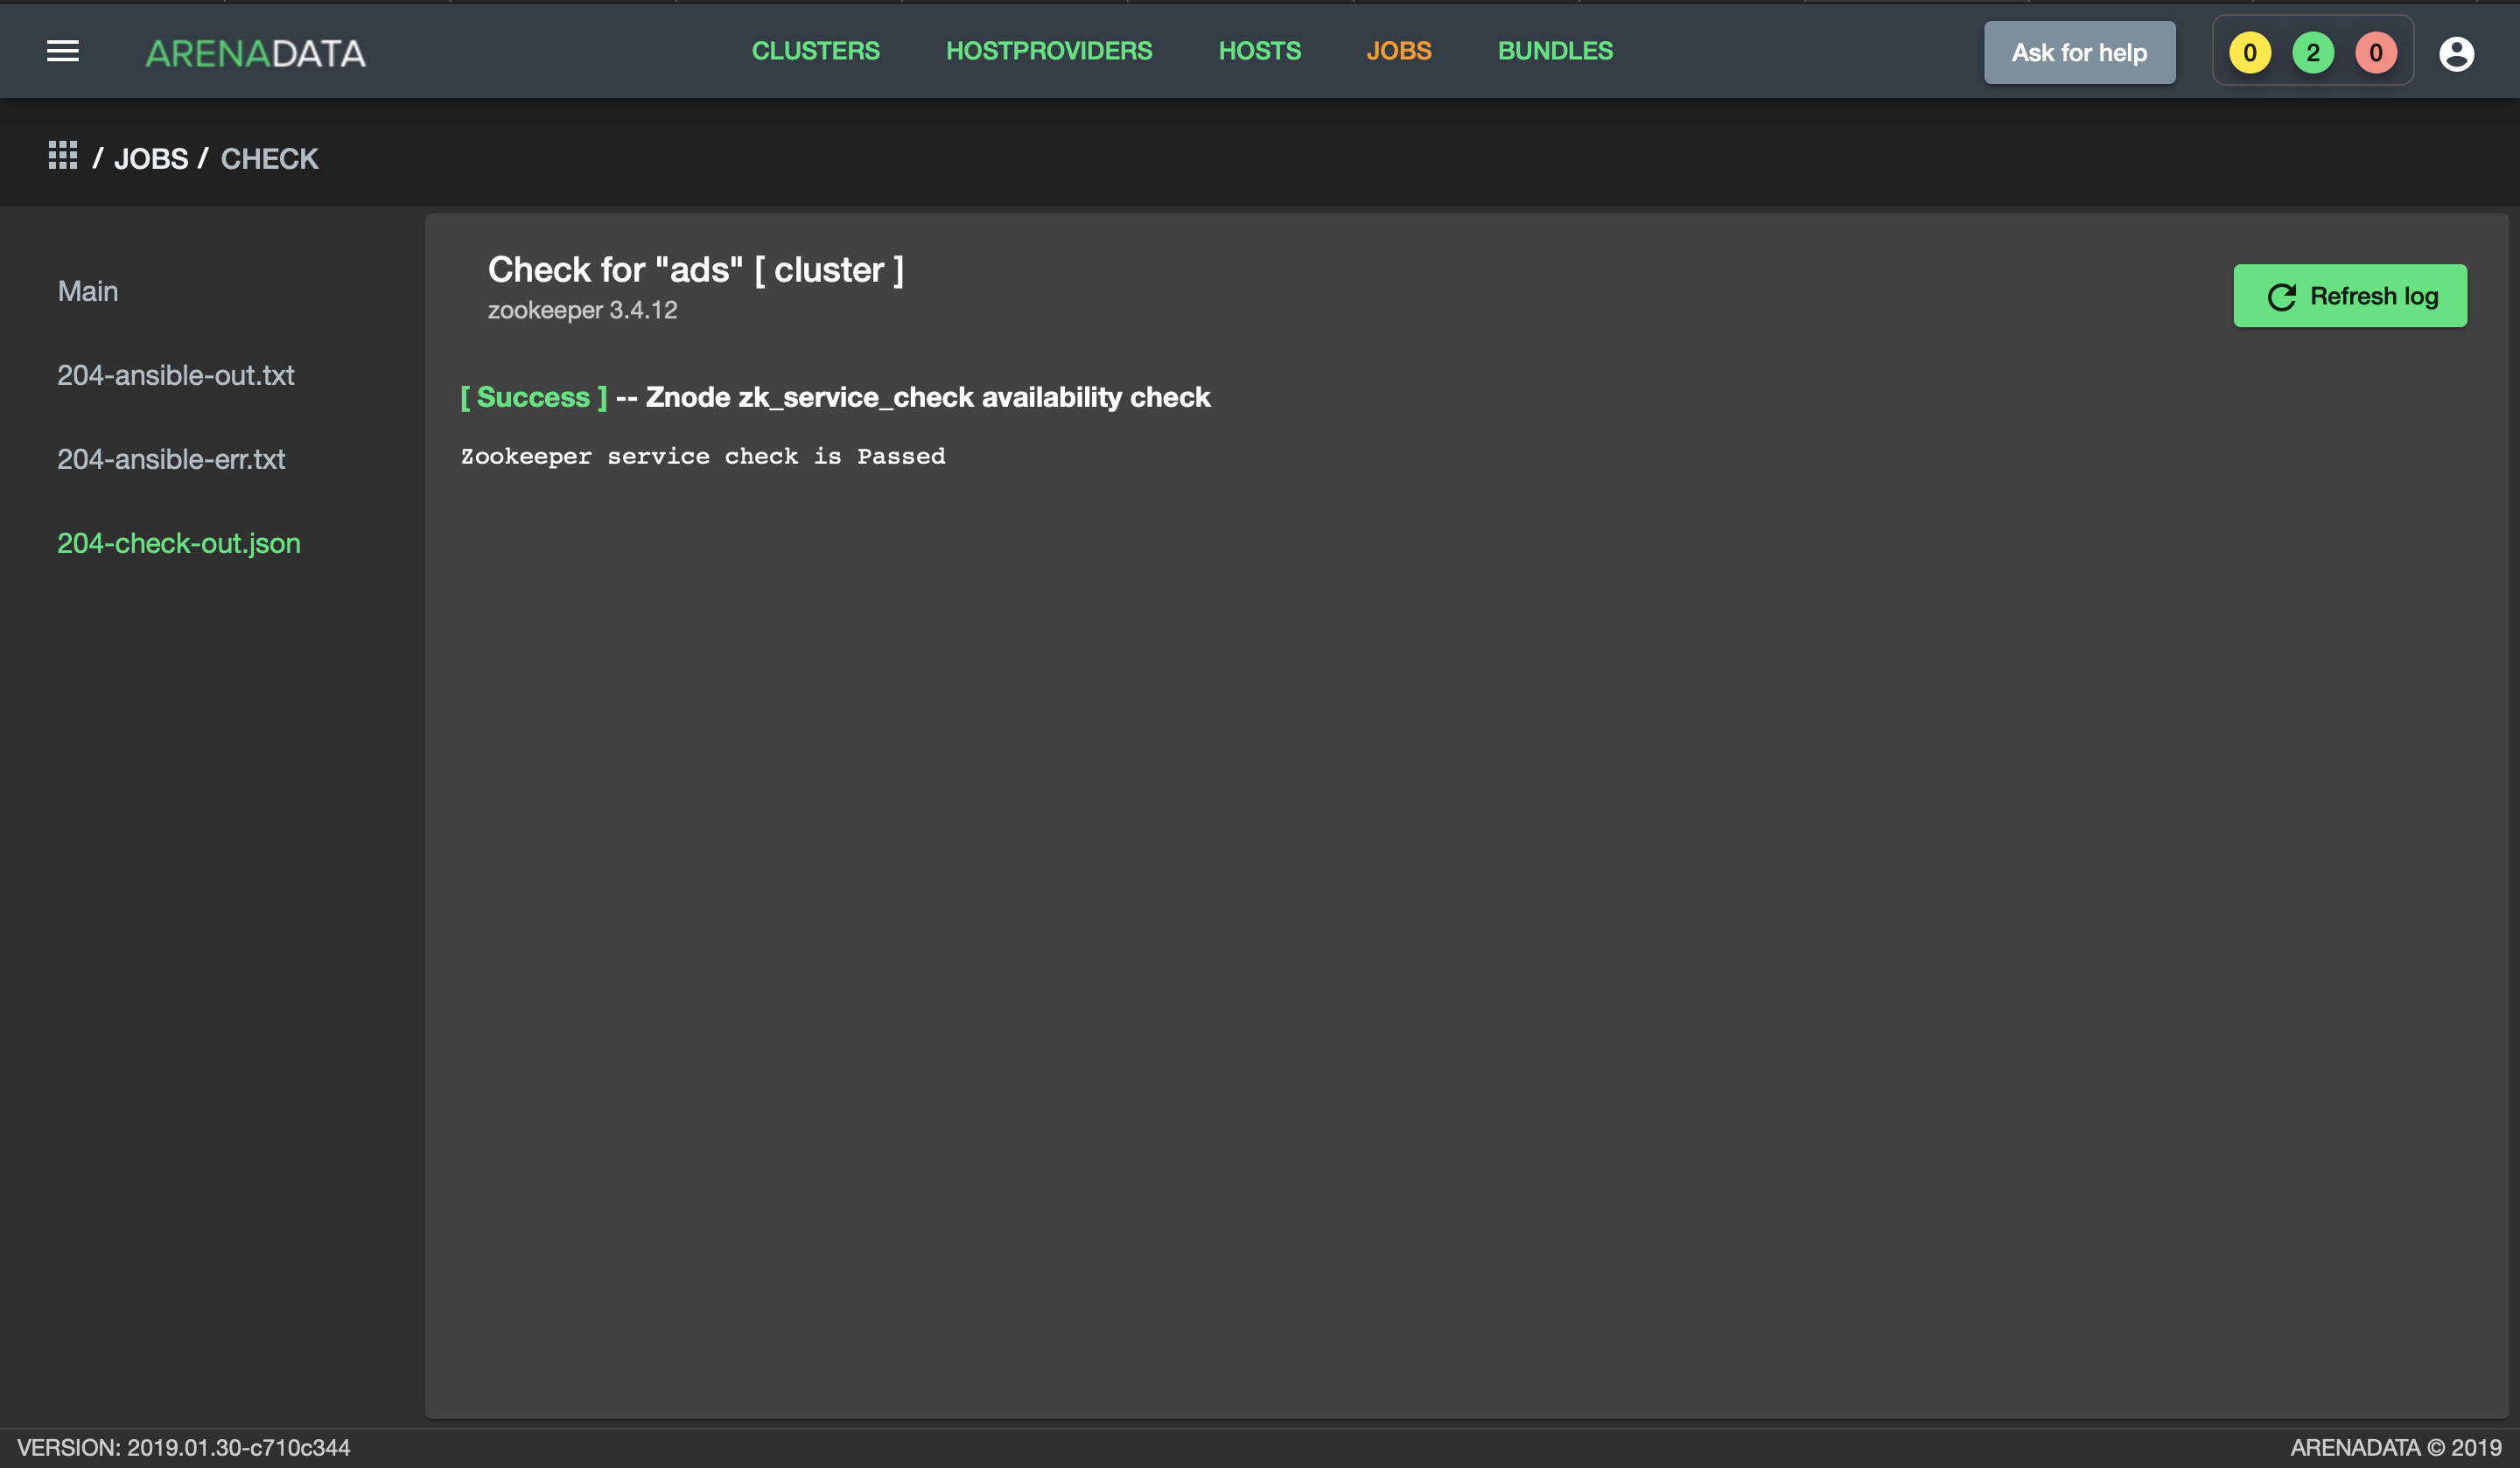 ARENADATA
CLUSTERS HOSTPROVIDERS HOSTS JOBS BUNDLES
Ask for help
0 2 0
/ JOBS / CHECK
Main
204-ansible-out.txt
204-ansible-err.txt
204-check-out.json
Check for "ads" [ cluster ]
zookeeper 3.4.12
Refresh log
[ Success ] -- Znode zk_service_check availability check
Zookeeper service check is Passed
VERSION: 2019.01.30-c710c344
ARENADATA © 2019